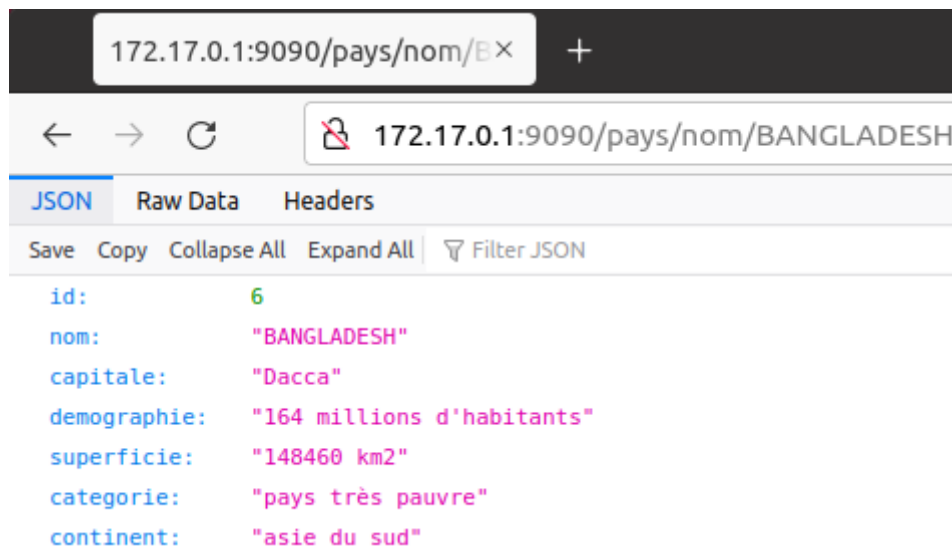 172.17.0.1:9090/pays/nom/B
172.17.0.1:9090/pays/nom/BANGLADESH
JSON Raw Data Headers
Save Copy Collapse All Expand All Filter JSON
id: 6
nom: "BANGLADESH"
capitale: "Dacca"
demographie: "164 millions d'habitants"
superficie: "148460 km2"
categorie: "pays très pauvre"
continent: "asie du sud"